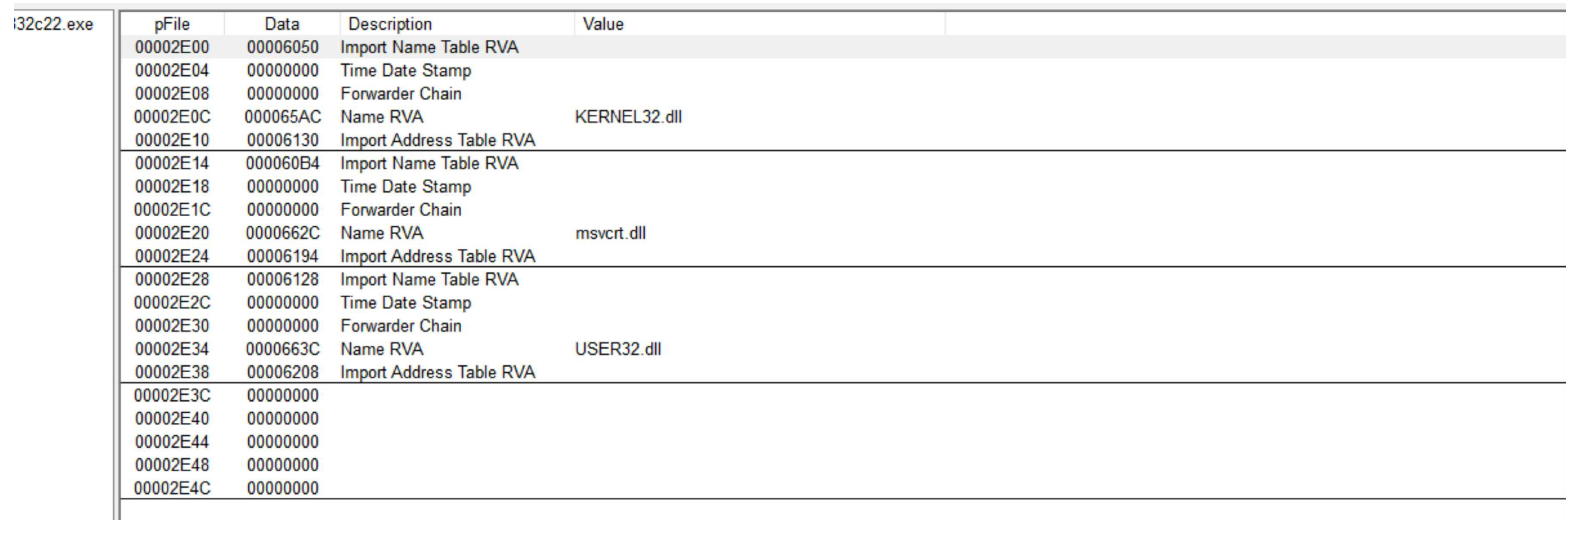 332c22.exe
pFile Data Description Value
00002E00 00006050 Import Name Table RVA
00002E04 00000000 Time Date Stamp
00002E08 00000000 Forwarder Chain
00002E0C 000065AC Name RVA KERNEL32.dll
00002E10 00006130 Import Address Table RVA
00002E14 000060B4 Import Name Table RVA
00002E18 00000000 Time Date Stamp
00002E1C 00000000 Forwarder Chain
00002E20 0000662C Name RVA msvcrt.dll
00002E24 00006194 Import Address Table RVA
00002E28 00006128 Import Name Table RVA
00002E2C 00000000 Time Date Stamp
00002E30 00000000 Forwarder Chain
00002E34 0000663C Name RVA USER32.dll
00002E38 00006208 Import Address Table RVA
00002E3C 00000000
00002E40 00000000
00002E44 00000000
00002E48 00000000
00002E4C 00000000